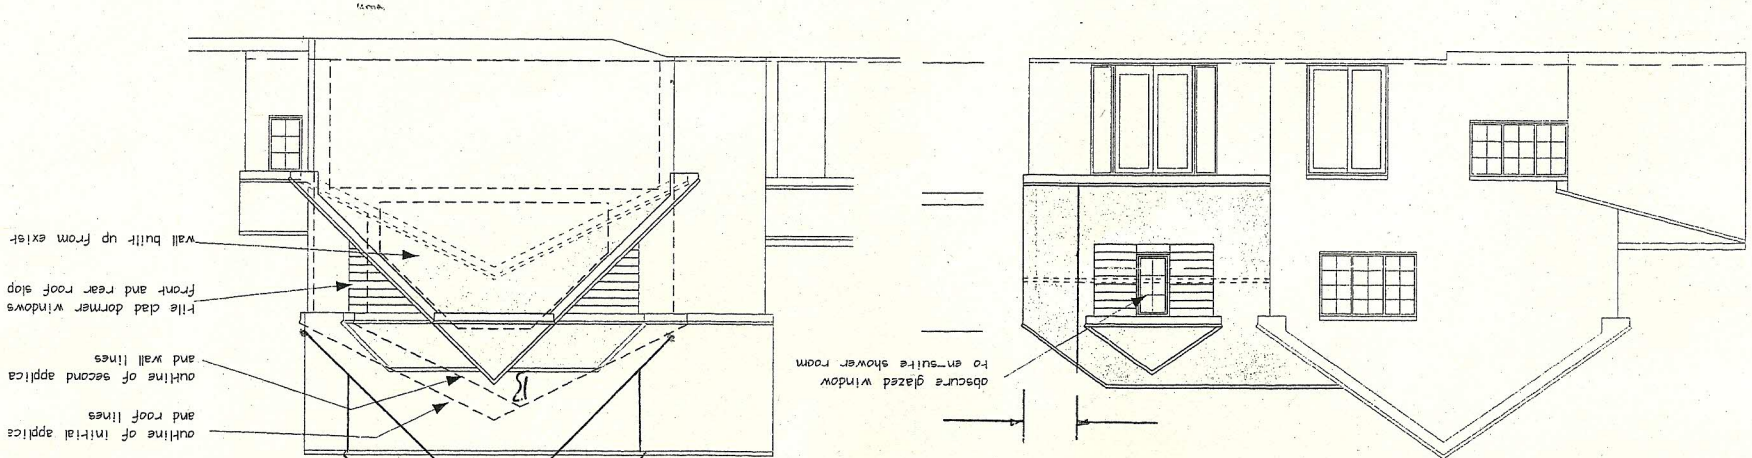 outline of initial applica
and roof lines
outline of second applica
and wall lines
obscure glazed window
to en-suite shower room
tile clad dormer windows
front and rear roof slop
wall built up from exist